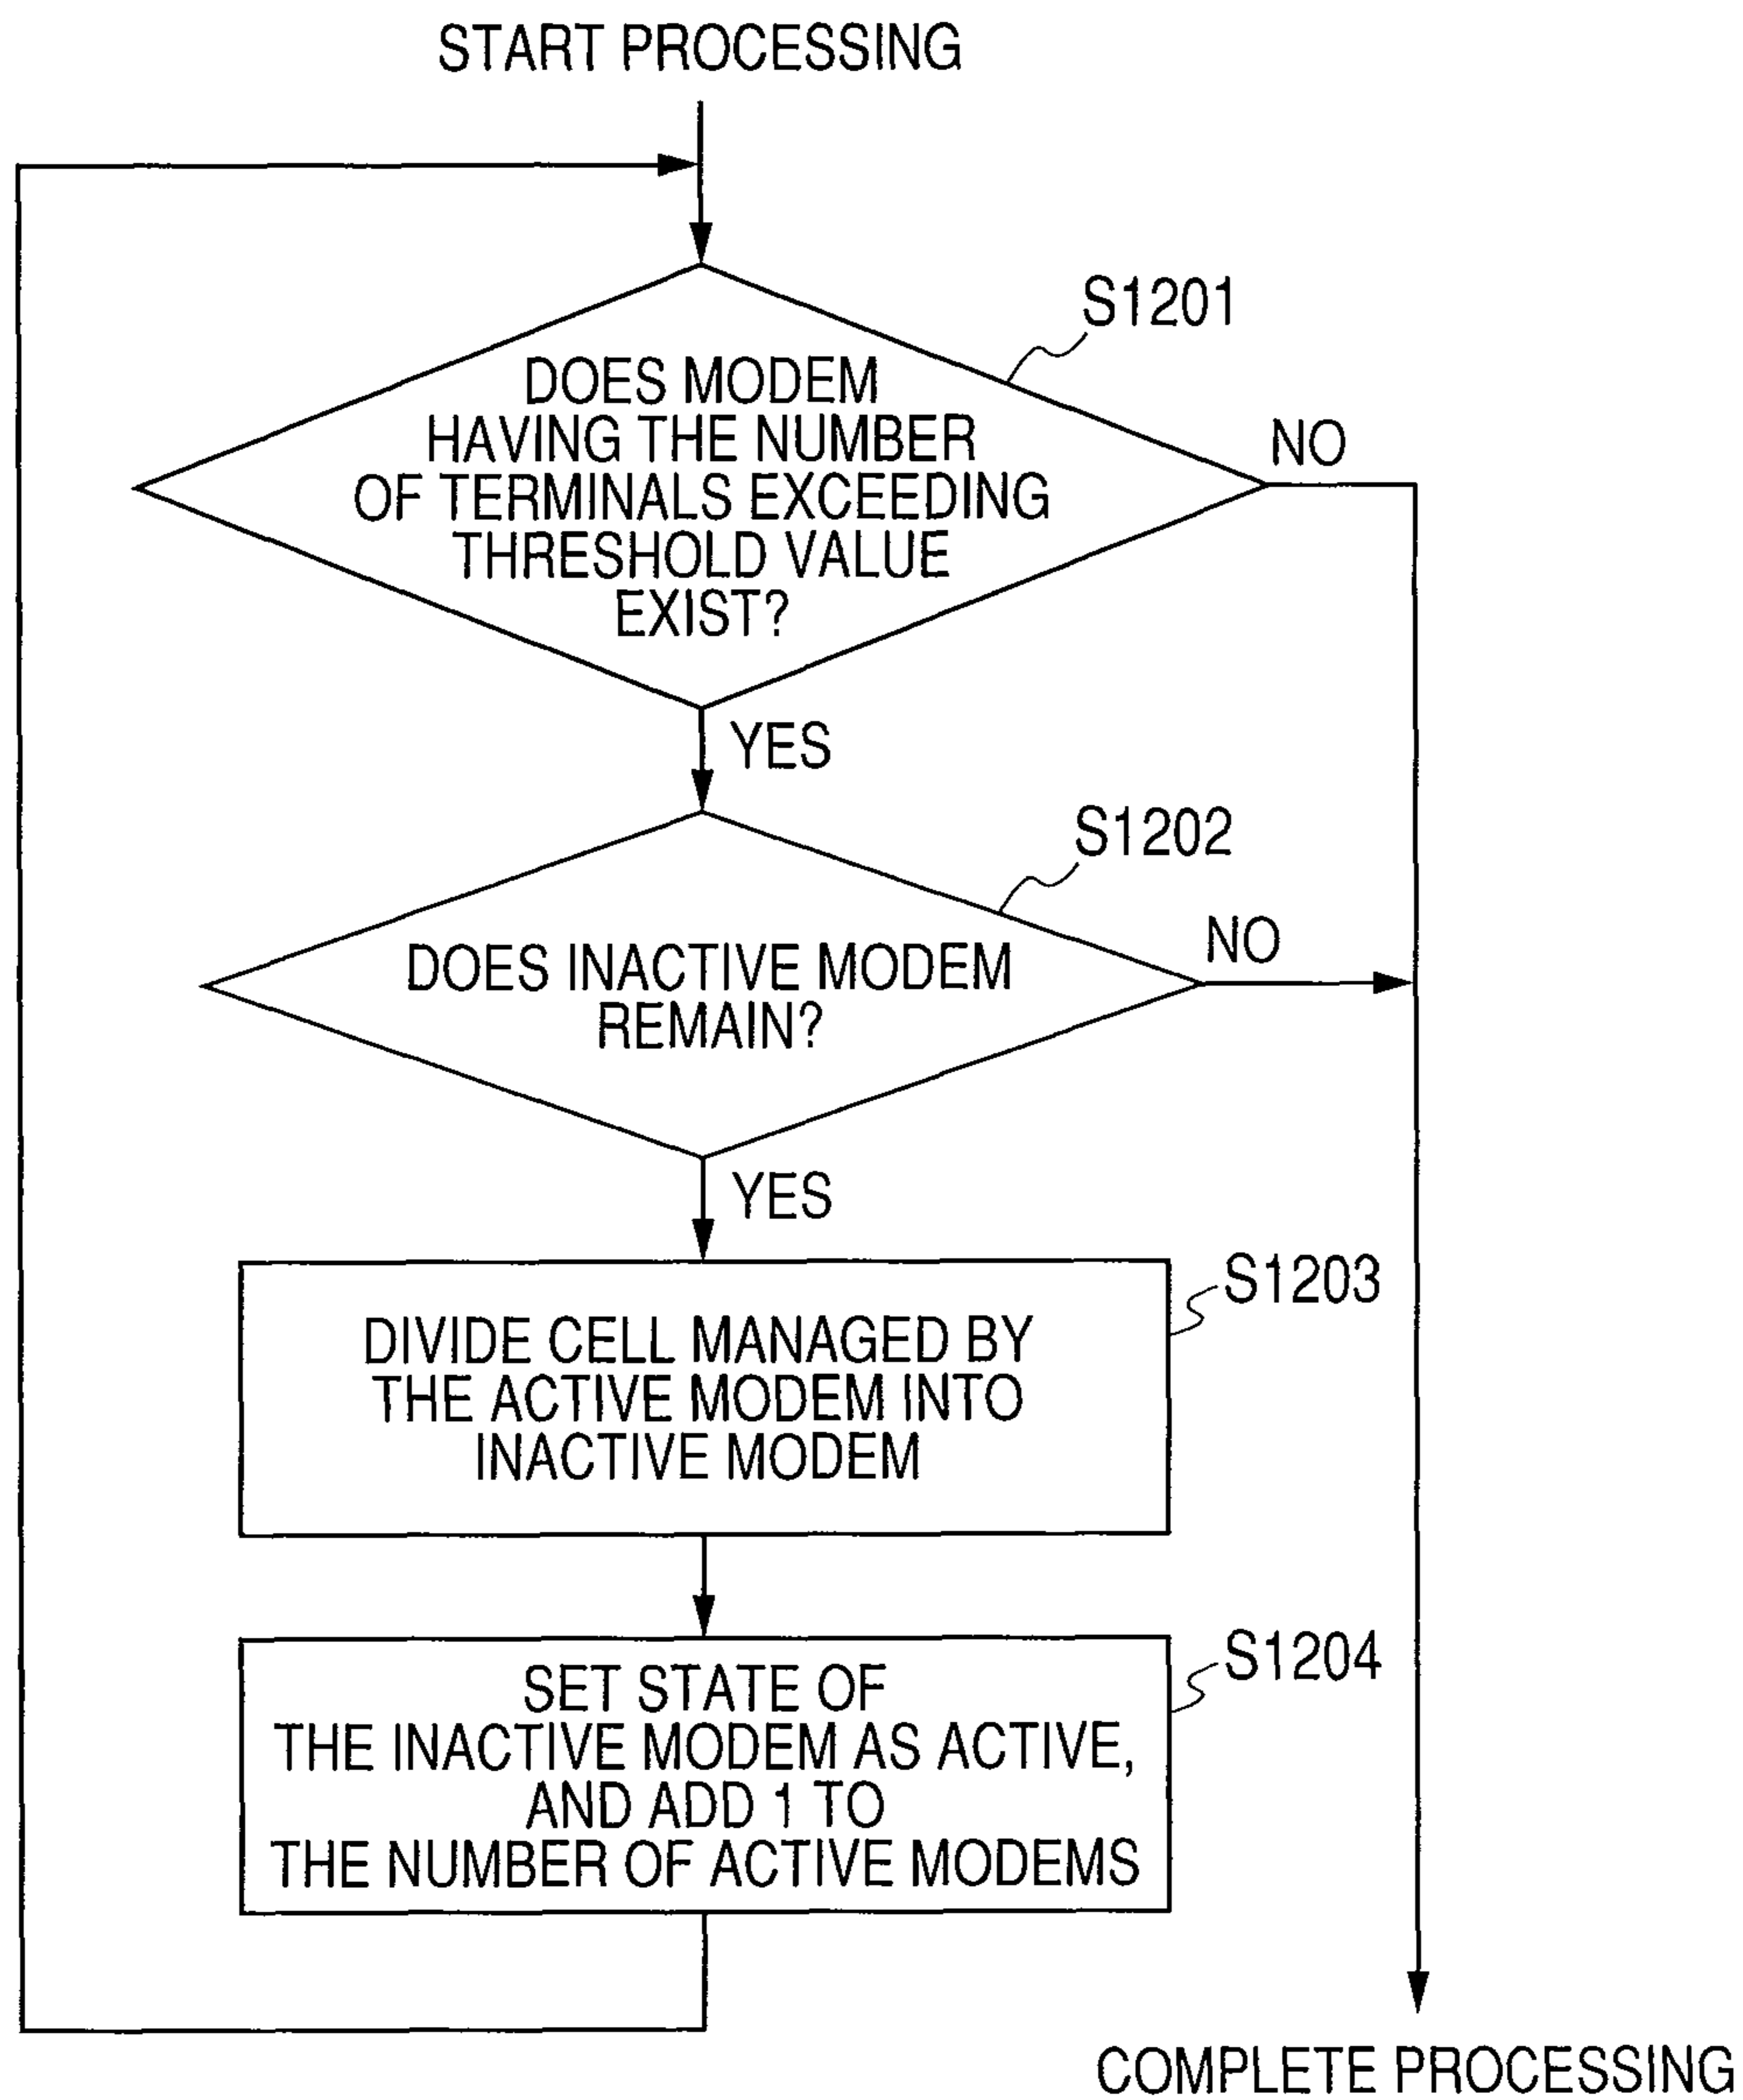 START PROCESSING
S1201
DOES MODEM
HAVING THE NUMBER
OF TERMINALS EXCEEDING
THRESHOLD VALUE
EXIST?
NO
YES
S1202
DOES INACTIVE MODEM
REMAIN?
NO
YES
S1203
DIVIDE CELL MANAGED BY
THE ACTIVE MODEM INTO
INACTIVE MODEM
S1204
SET STATE OF
THE INACTIVE MODEM AS ACTIVE,
AND ADD 1 TO
THE NUMBER OF ACTIVE MODEMS
COMPLETE PROCESSING